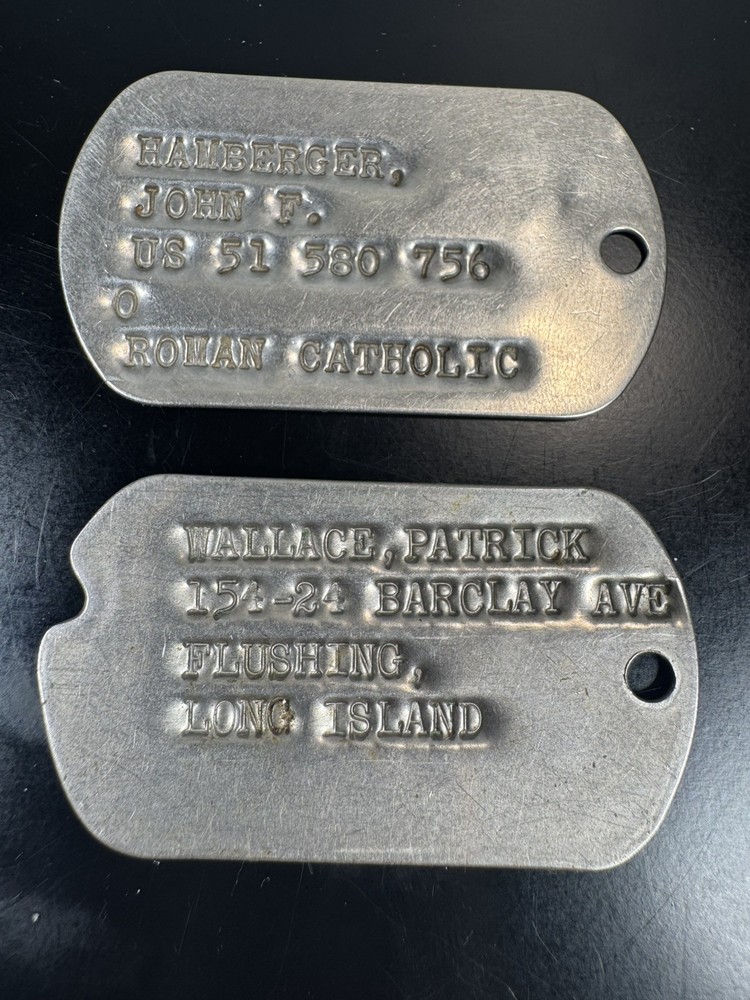 HAMBERGER,
JOHN F.
US 51 580 756
O
ROMAN CATHOLIC
WALLACE,PATRICK
154-24 BARCLAY AVE
FLUSHING,
LONG ISLAND